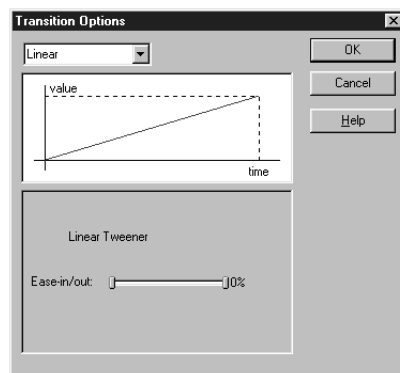 Transition Options
Linear
OK
Cancel
Help
value
time
Linear Tweener
Ease-in/out: 0%